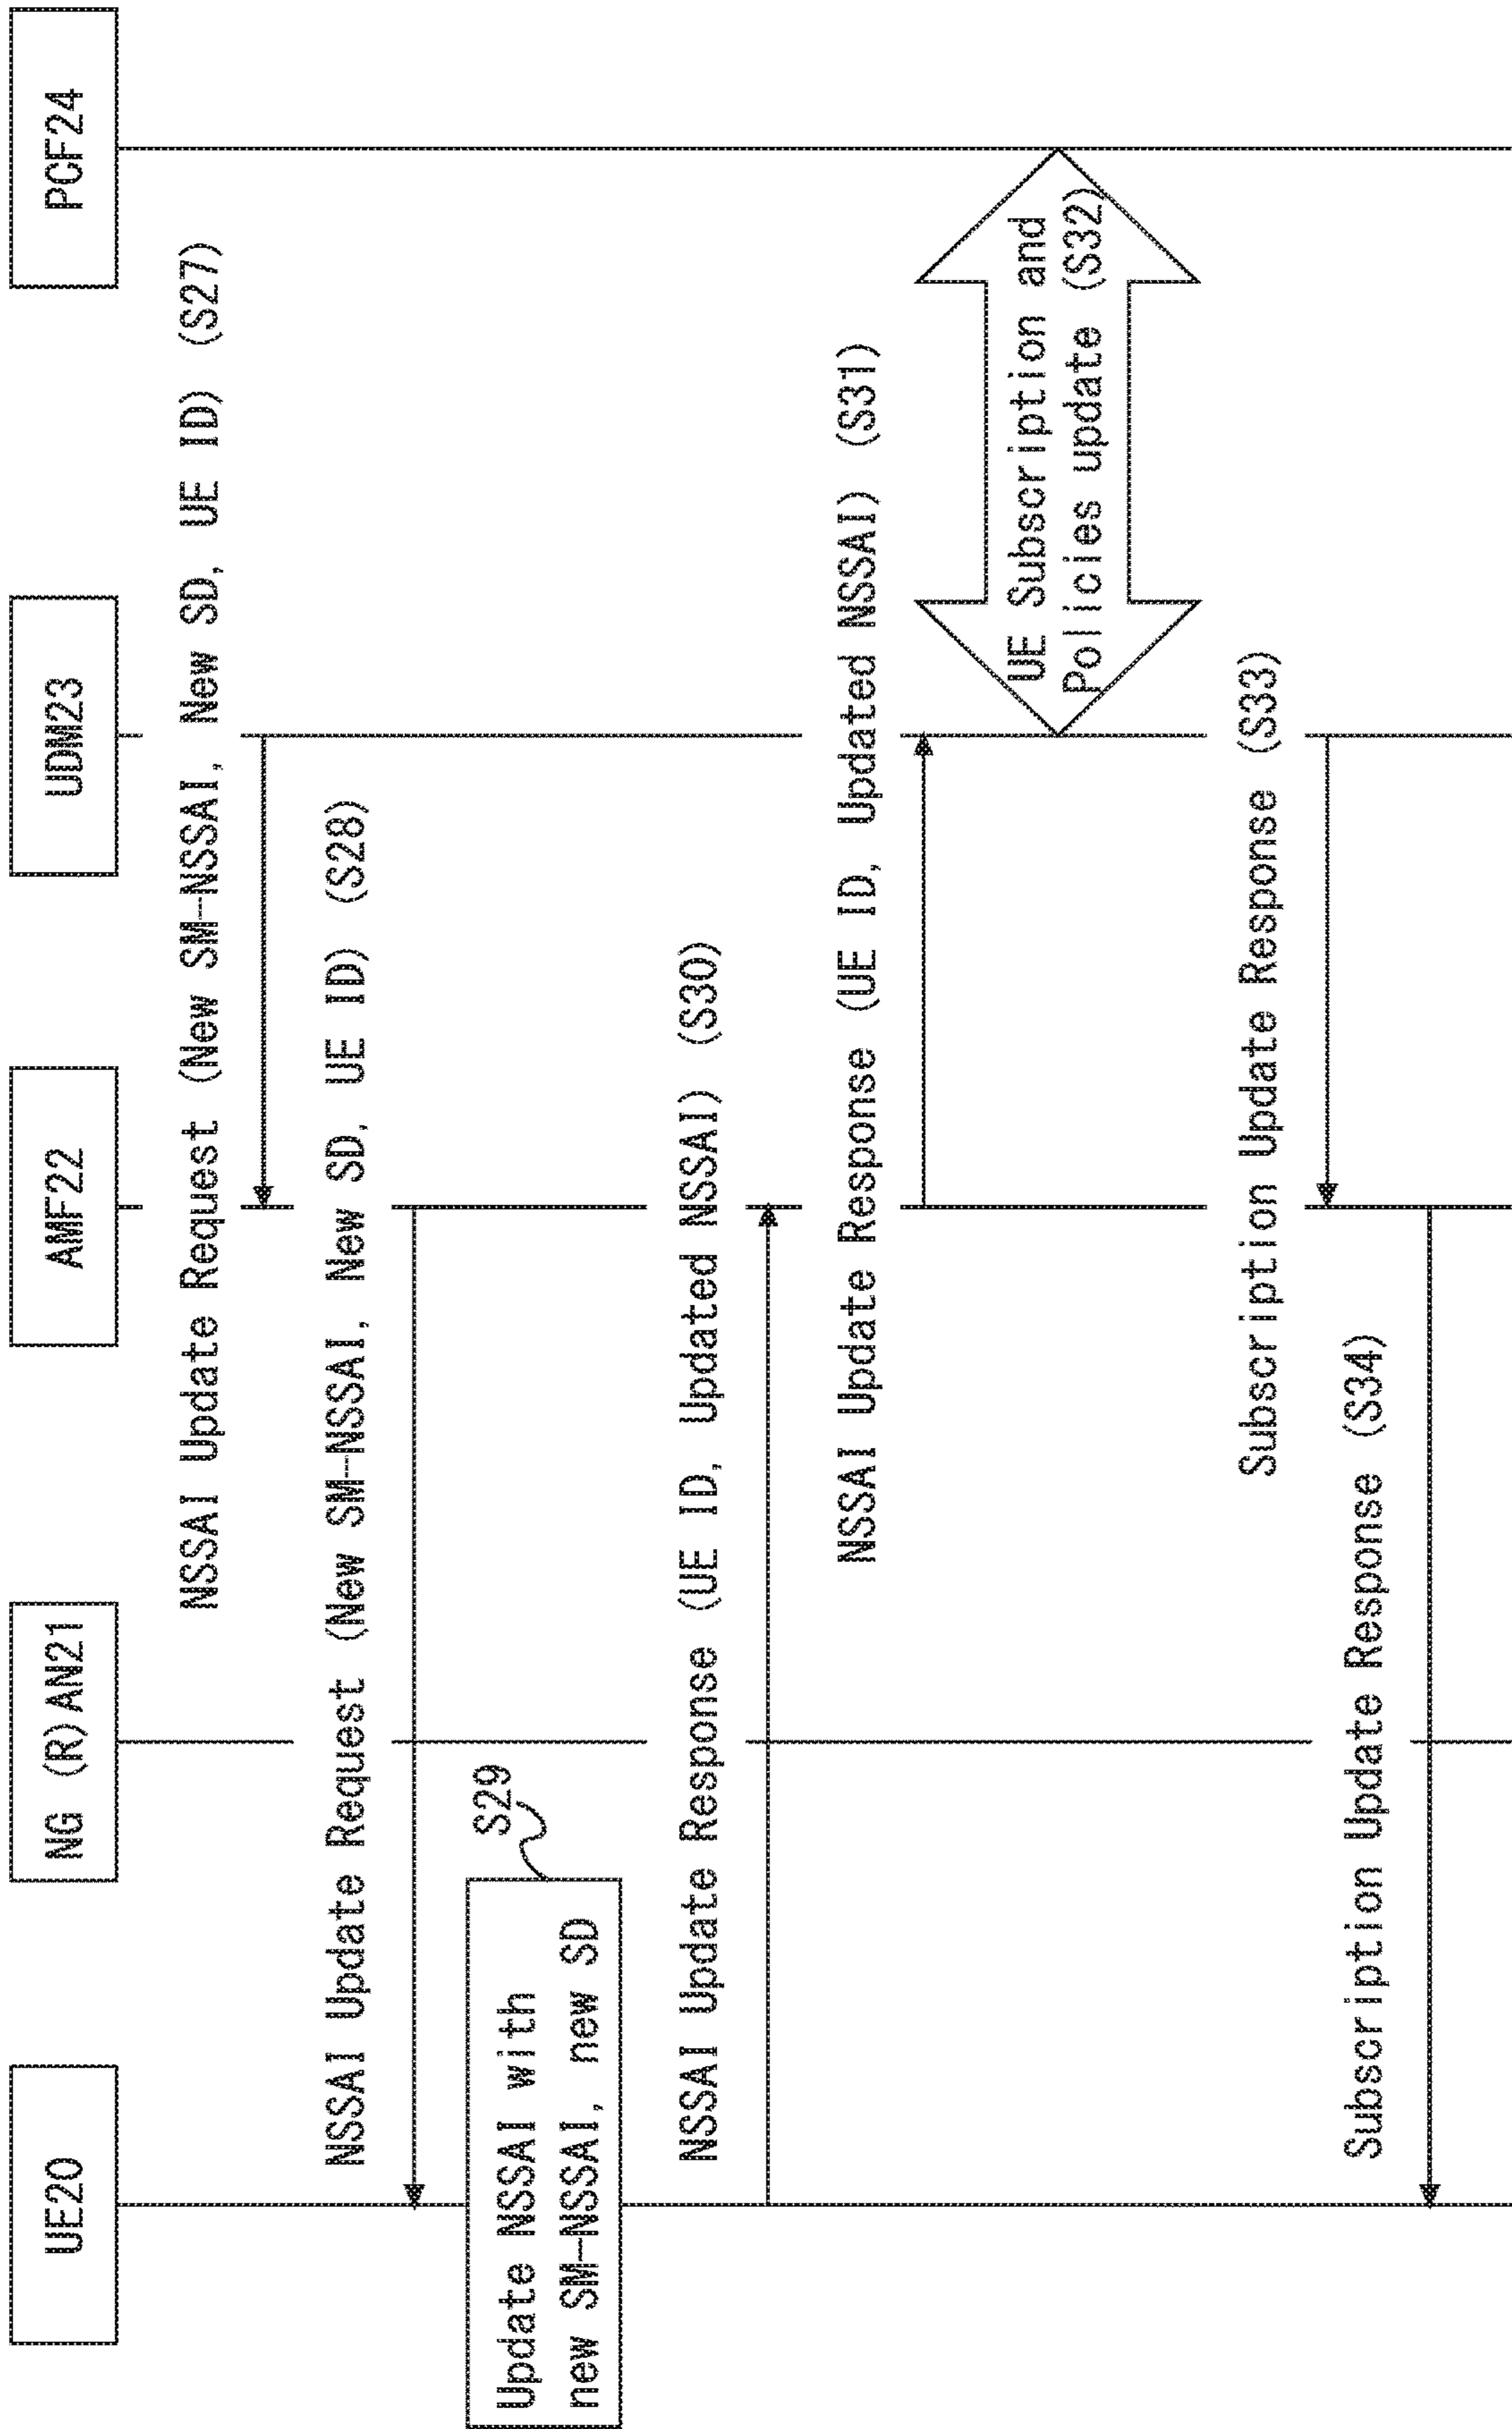 UE20
NG (R)AN21
AMF22
UDM23
PCF24
NSSAI Update Request (New SM-NSSAI, New SD, UE ID) (S27)
NSSAI Update Request (New SM-NSSAI, New SD, UE ID) (S28)
S29
Update NSSAI with
new SM-NSSAI, new SD
NSSAI Update Response (UE ID, Updated NSSAI) (S30)
NSSAI Update Response (UE ID, Updated NSSAI) (S31)
UE Subscription and
Policies update (S32)
Subscription Update Response (S33)
Subscription Update Response (S34)